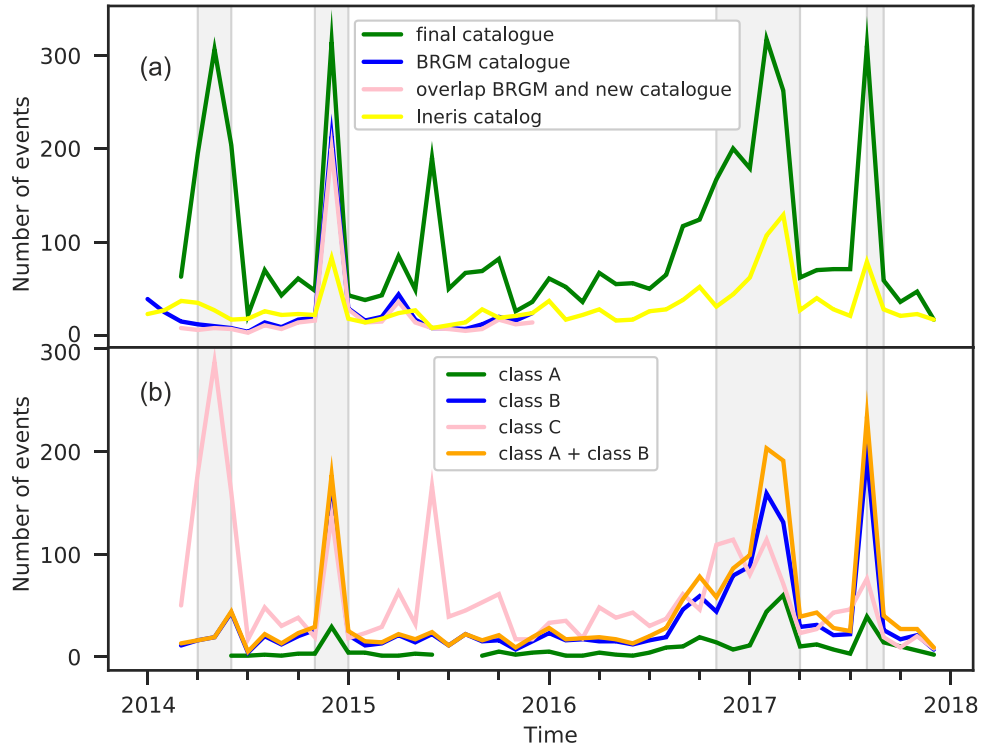 300
200
100
0
Number of events
(a)
final catalogue
BRGM catalogue
overlap BRGM and new catalogue
Ineris catalog
300
200
100
0
Number of events
(b)
class A
class B
class C
class A + class B
2014
2015
2016
2017
2018
Time